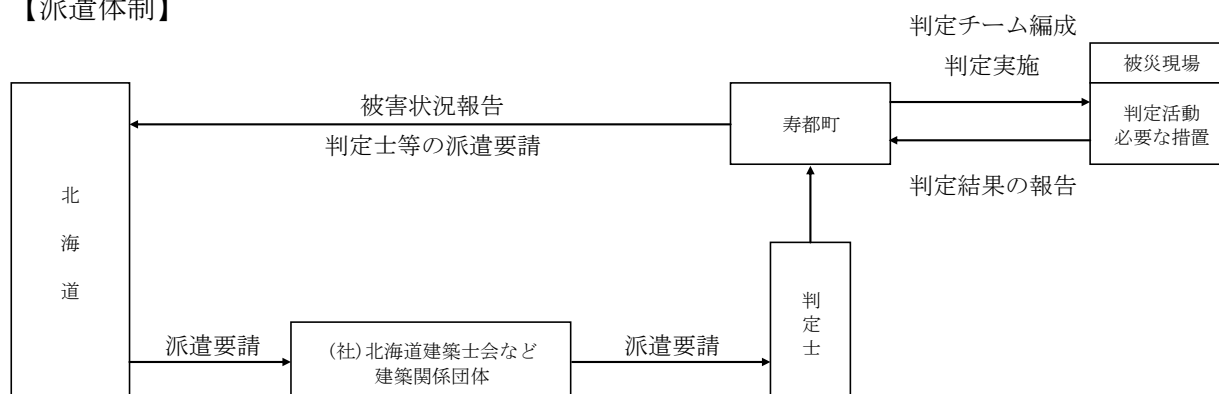 【派遣体制】
判定チーム編成
判定実施
被災現場
被害状況報告
寿都町
判定活動
必要な措置
判定士等の派遣要請
判定結果の報告
北
海
道
判
定
士
派遣要請
(社)北海道建築士会など
建築関係団体
派遣要請